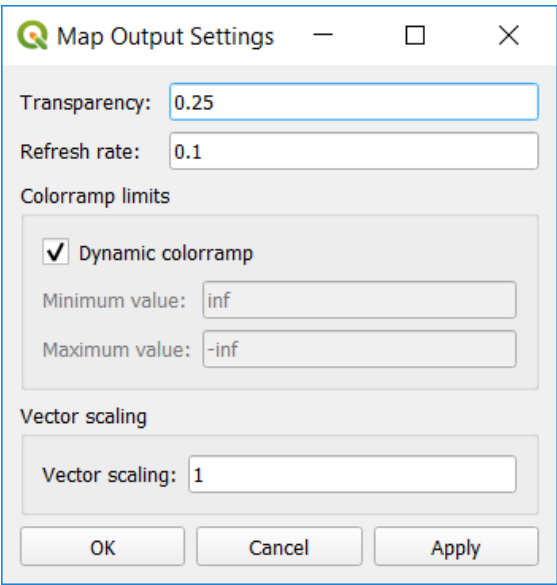 Map Output Settings
Transparency: 0.25
Refresh rate: 0.1
Colorramp limits
Dynamic colorramp
Minimum value: inf
Maximum value: -inf
Vector scaling
Vector scaling: 1
OK Cancel Apply